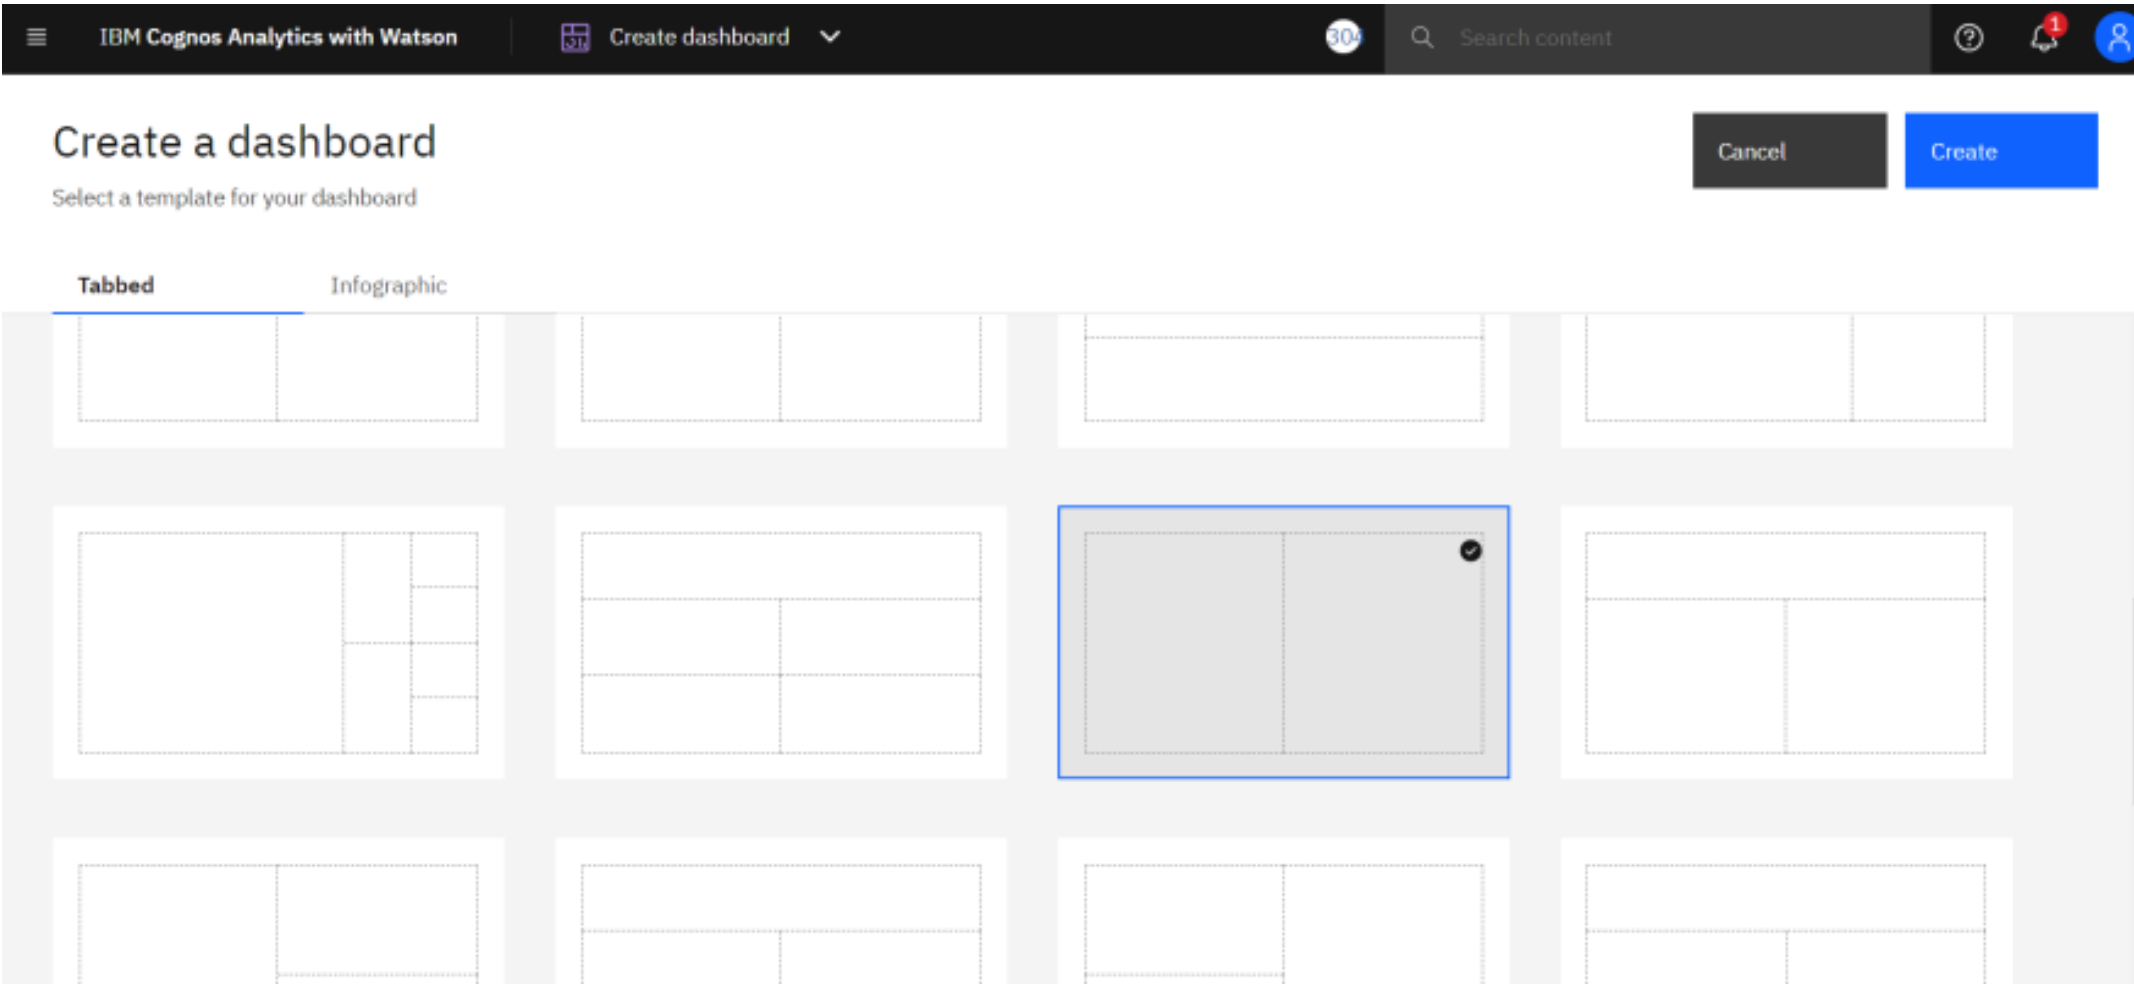 IBM Cognos Analytics with Watson
Create dashboard
304
Search content
1
Create a dashboard
Cancel
Create
Select a template for your dashboard
Tabbed
Infographic